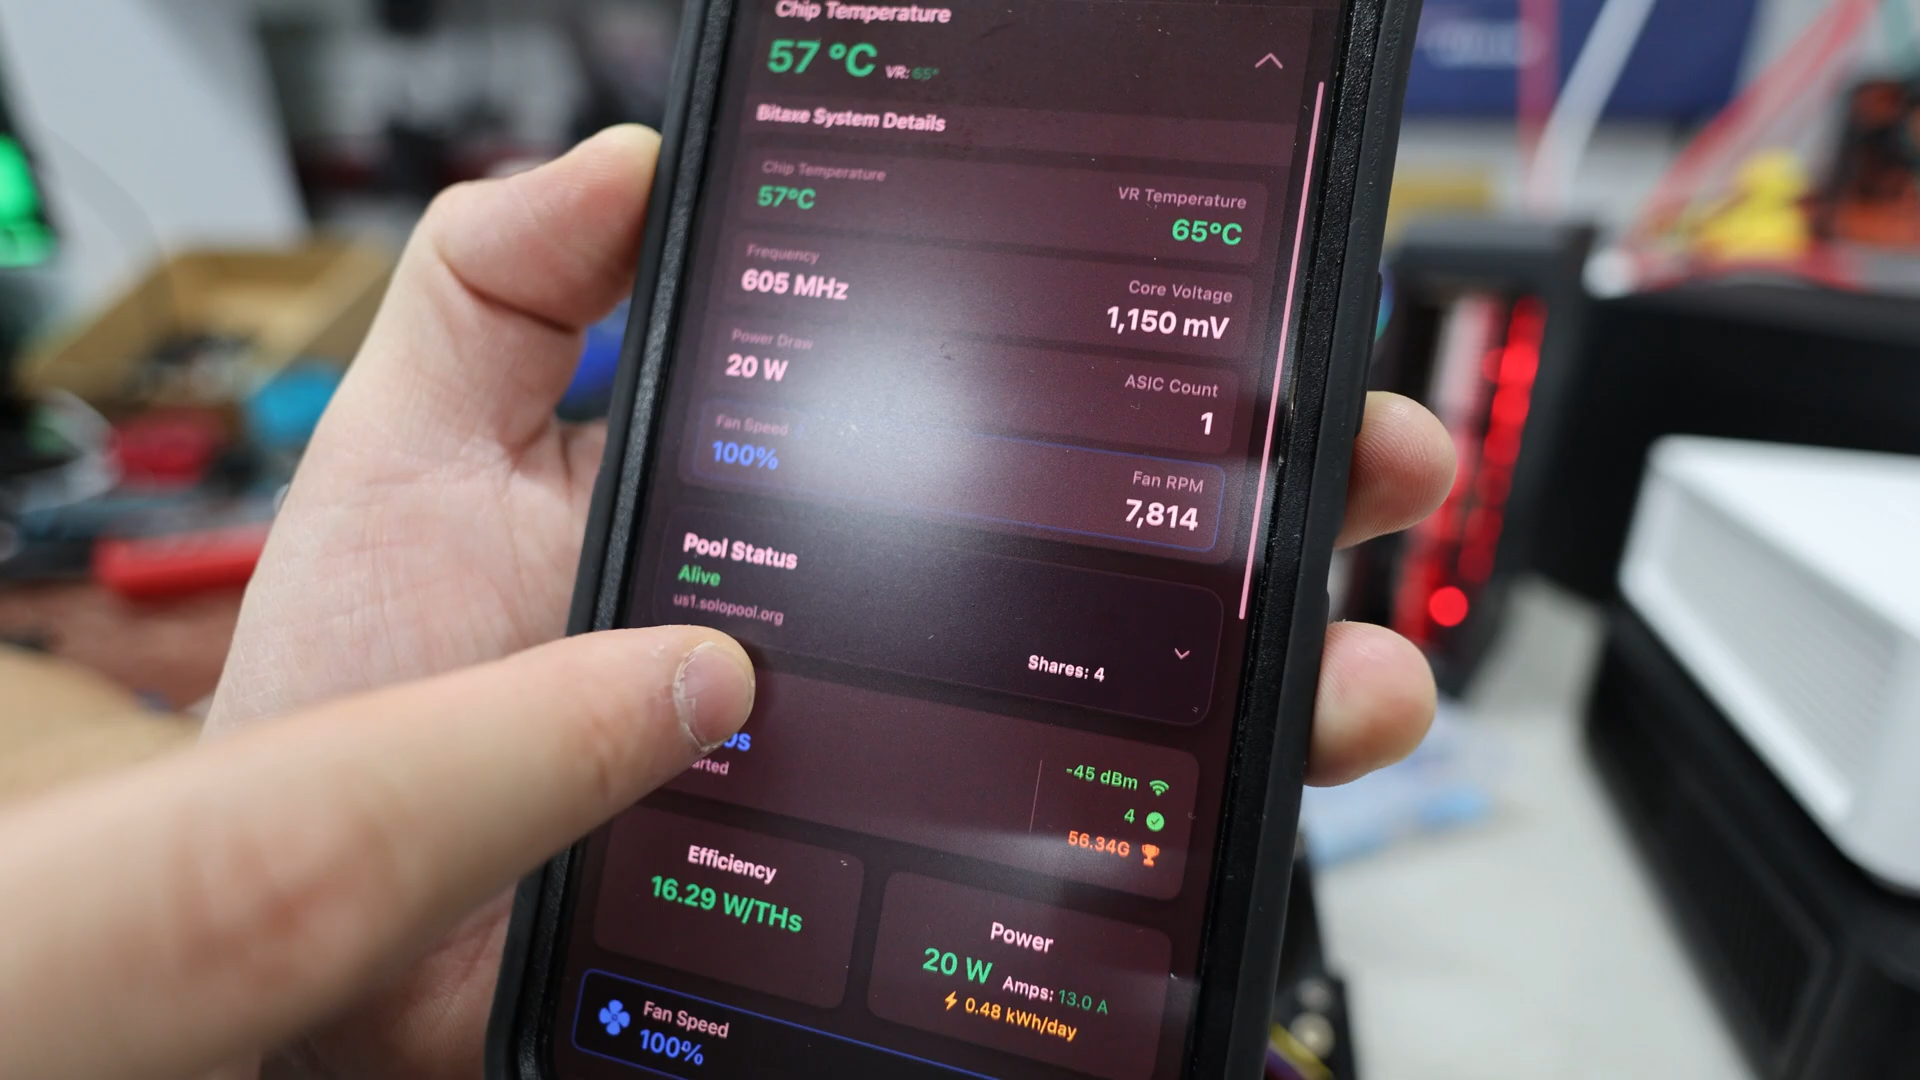 Chip Temperature
57 °C VR: 65°
Bitaxe System Details
Chip Temperature
57°C
VR Temperature
65°C
Frequency
605 MHz
Core Voltage
1,150 mV
Power Draw
20 W
ASIC Count
1
Fan Speed
100%
Fan RPM
7,814
Pool Status
Alive
us1.solopool.org
Shares: 4
-45 dBm
4
56.34G
Efficiency
16.29 W/THs
Power
20 W Amps: 13.0 A
0.48 kWh/day
Fan Speed
100%